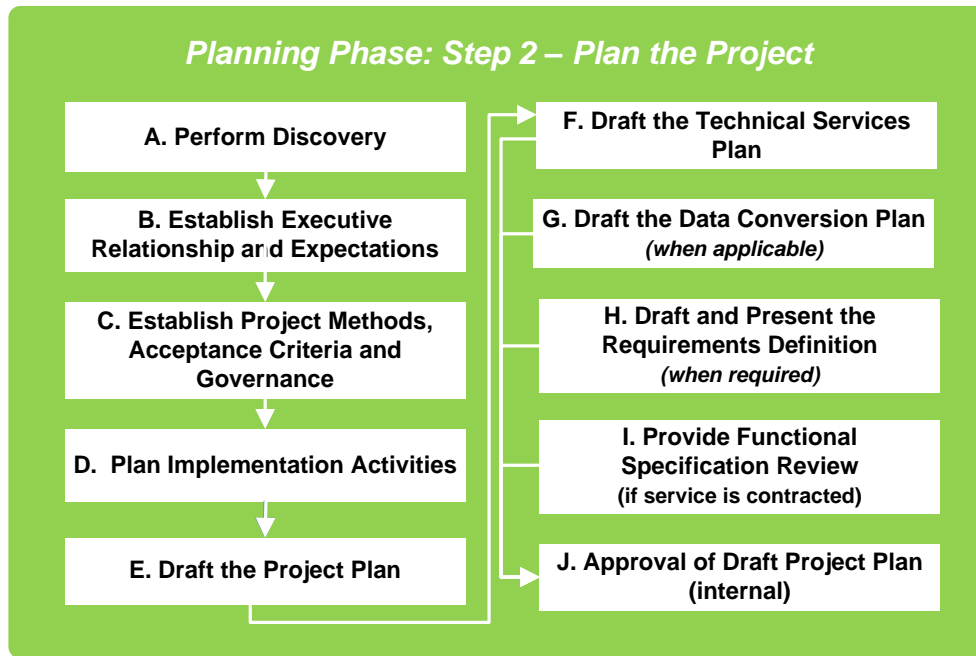 Planning Phase: Step 2 – Plan the Project
A. Perform Discovery
B. Establish Executive
Relationship and Expectations
C. Establish Project Methods,
Acceptance Criteria and
Governance
D.  Plan Implementation Activities
E. Draft the Project Plan
F. Draft the Technical Services
Plan
G. Draft the Data Conversion Plan
(when applicable)
H. Draft and Present the
Requirements Definition
(when required)
I. Provide Functional
Specification Review
(if service is contracted)
J. Approval of Draft Project Plan
(internal)